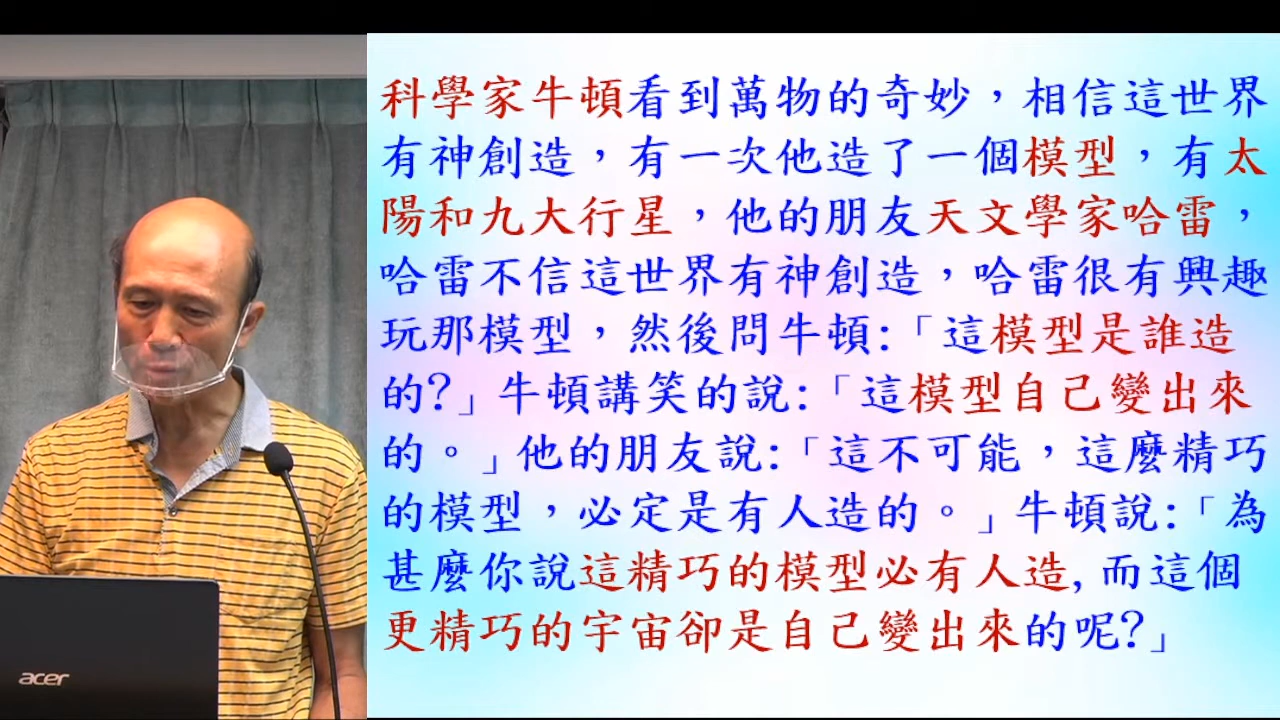 科學家牛頓看到萬物的奇妙，相信這世界
有神創造，有一次他造了一個模型，有太
陽和九大行星，他的朋友天文學家哈雷，
哈雷不信這世界有神創造，哈雷很有興趣
玩那模型，然後問牛頓:「這模型是誰造
的?」牛頓講笑的說:「這模型自己變出來
的。」他的朋友說:「這不可能，這麼精巧
的模型，必定是有人造的。」牛頓說:「為
甚麼你說這精巧的模型必有人造,而這個
更精巧的宇宙卻是自己變出來的呢?」
acer